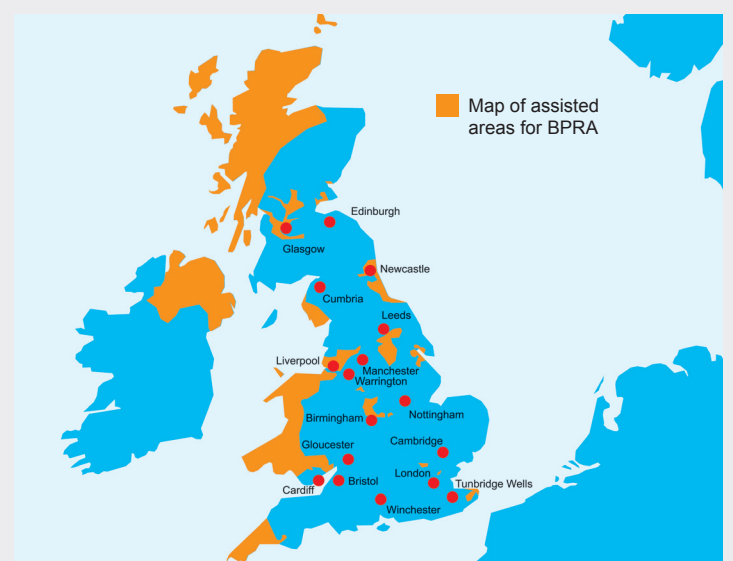 Map of assisted
areas for BPRA
Edinburgh
Glasgow
Newcastle
Cumbria
Leeds
Liverpool
Manchester
Warrington
Nottingham
Birmingham
Gloucester
Cambridge
London
Tunbridge Wells
Cardiff
Bristol
Winchester